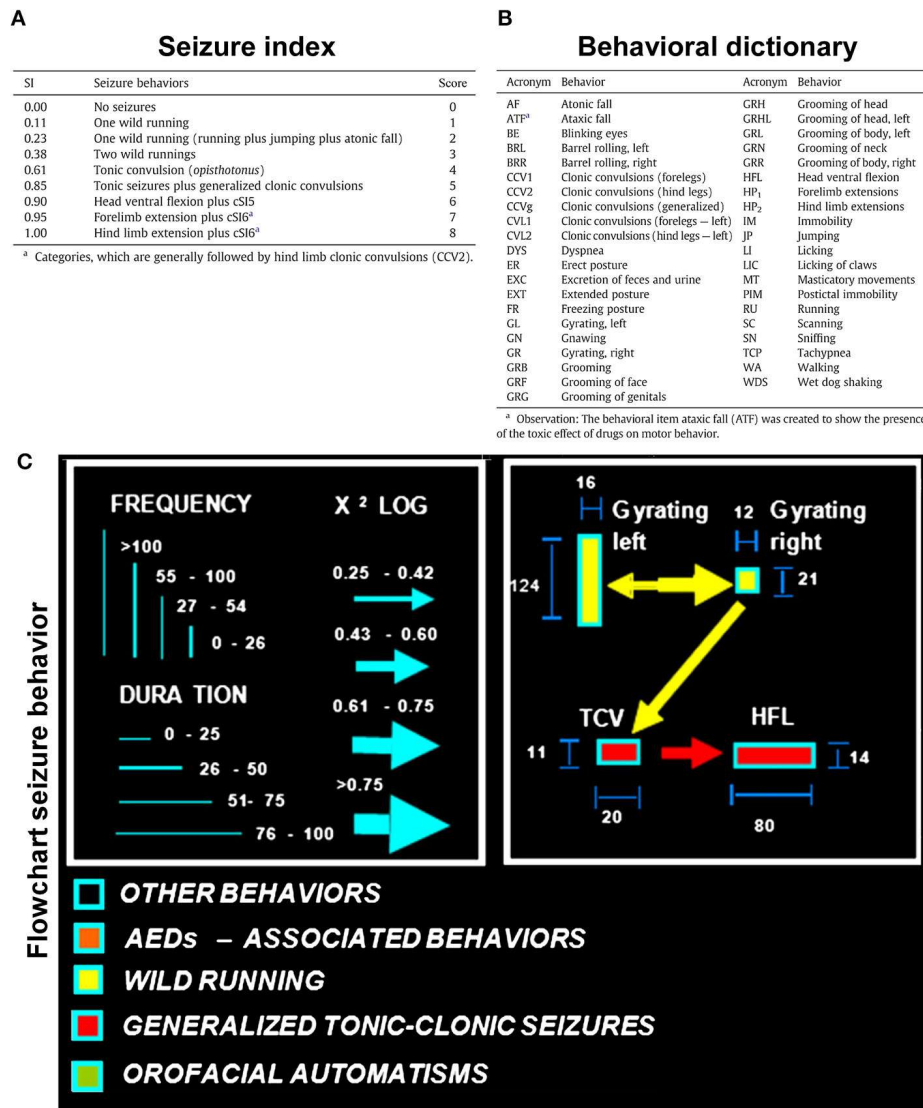 A
Seizure index
SI Seizure behaviors Score
0.00 No seizures 0
0.11 One wild running 1
0.23 One wild running (running plus jumping plus atonic fall) 2
0.38 Two wild runnings 3
0.61 Tonic convulsion (opisthotonus) 4
0.85 Tonic seizures plus generalized clonic convulsions 5
0.90 Head ventral flexion plus cSI5 6
0.95 Forelimb extension plus cSI6a 7
1.00 Hind limb extension plus cSI6a 8
a Categories, which are generally followed by hind limb clonic convulsions (CCV2).
B
Behavioral dictionary
Acronym Behavior Acronym Behavior
AF Atonic fall GRH Grooming of head
ATFa Ataxic fall GRHL Grooming of head, left
BE Blinking eyes GRL Grooming of body, left
BRL Barrel rolling, left GRN Grooming of neck
BRR Barrel rolling, right GRR Grooming of body, right
CCV1 Clonic convulsions (forelegs) HFL Head ventral flexion
CCV2 Clonic convulsions (hind legs) HP1 Forelimb extensions
CCVg Clonic convulsions (generalized) HP2 Hind limb extensions
CVL1 Clonic convulsions (forelegs – left) IM Immobility
CVL2 Clonic convulsions (hind legs – left) JP Jumping
DYS Dyspnea LI Licking
ER Erect posture LIC Licking of claws
EXC Excretion of feces and urine MT Masticatory movements
EXT Extended posture PIM Postictal immobility
FR Freezing posture RU Running
GL Gyrating, left SC Scanning
GN Gnawing SN Sniffing
GR Gyrating, right TCP Tachypnea
GRB Grooming WA Walking
GRF Grooming of face WDS Wet dog shaking
GRG Grooming of genitals
a Observation: The behavioral item ataxic fall (ATF) was created to show the presence
of the toxic effect of drugs on motor behavior.
C
Flowchart seizure behavior
FREQUENCY
>100
55 - 100
27 - 54
0 - 26
DURA TION
0 - 25
26 - 50
51- 75
76 - 100
X 2 LOG
0.25 - 0.42
0.43 - 0.60
0.61 - 0.75
>0.75
16
Gyrating
left
12
Gyrating
right
124
21
TCV
HFL
11
14
20
80
OTHER BEHAVIORS
AEDs – ASSOCIATED BEHAVIORS
WILD RUNNING
GENERALIZED TONIC-CLONIC SEIZURES
OROFACIAL AUTOMATISMS